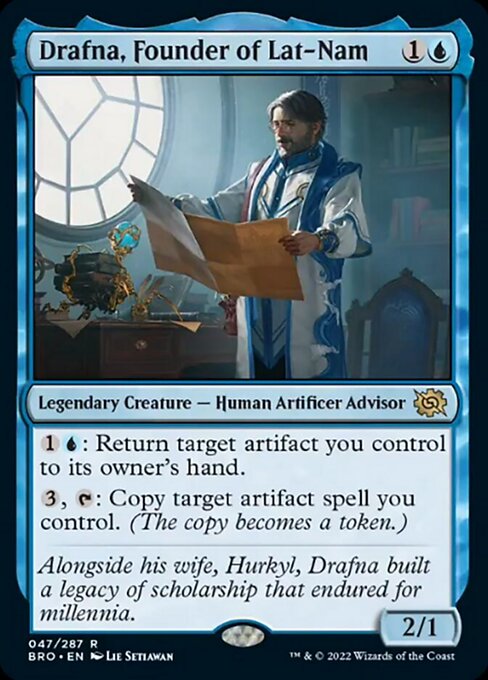 Drafna, Founder of Lat-Nam 1
Legendary Creature — Human Artificer Advisor
1: Return target artifact you control
to its owner's hand.
3, : Copy target artifact spell you
control. (The copy becomes a token.)
Alongside his wife, Hurkyl, Drafna built
a legacy of scholarship that endured for
millennia.
2/1
047/287 R
BRO • EN Lie Setiawan
™ & © 2022 Wizards of the Coast